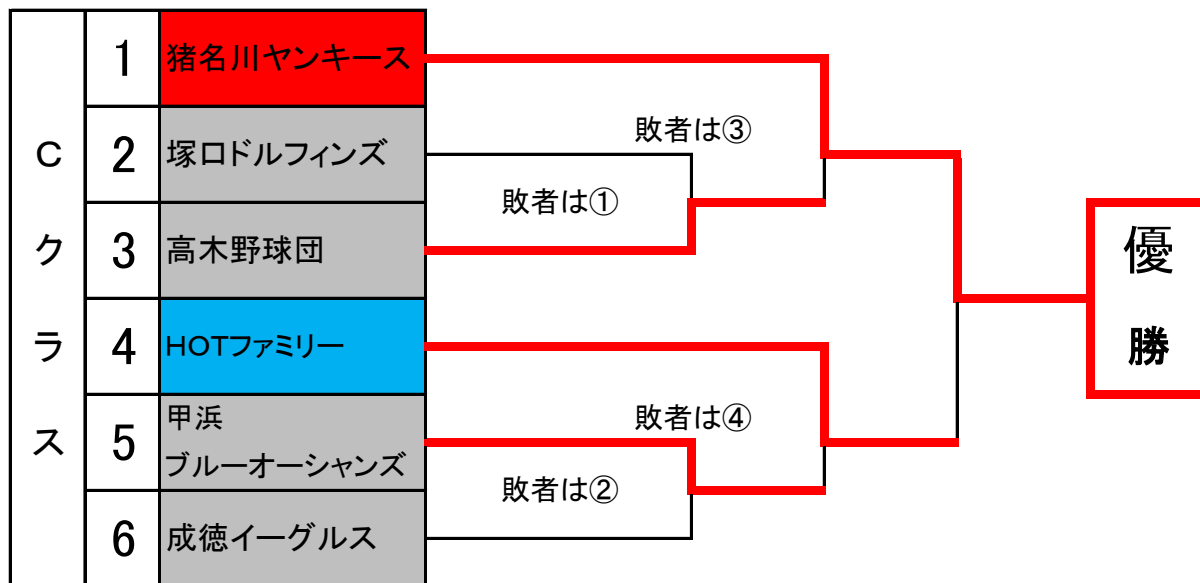 Cクラス
1 猪名川ヤンキース
2 塚口ドルフィンズ
3 高木野球団
4 HOTファミリー
5 甲浜
ブルーオーシャンズ
6 成徳イーグルス
敗者は③
敗者は①
敗者は④
敗者は②
優
勝